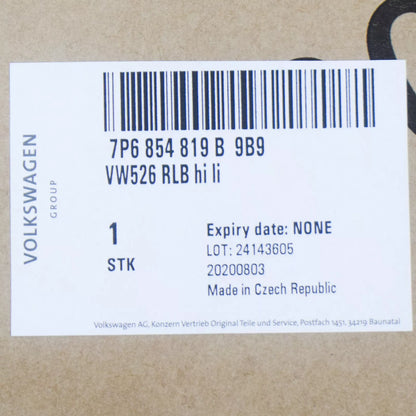 VOLKSWAGEN
GROUP
7P6 854 819 B 9B9
VW526 RLB hi li
1
STK
Expiry date: NONE
LOT: 24143605
20200803
Made in Czech Republic
Volkswagen AG, Konzern Vertrieb Original Teile und Service, Postfach 1451, 34219 Baunatal